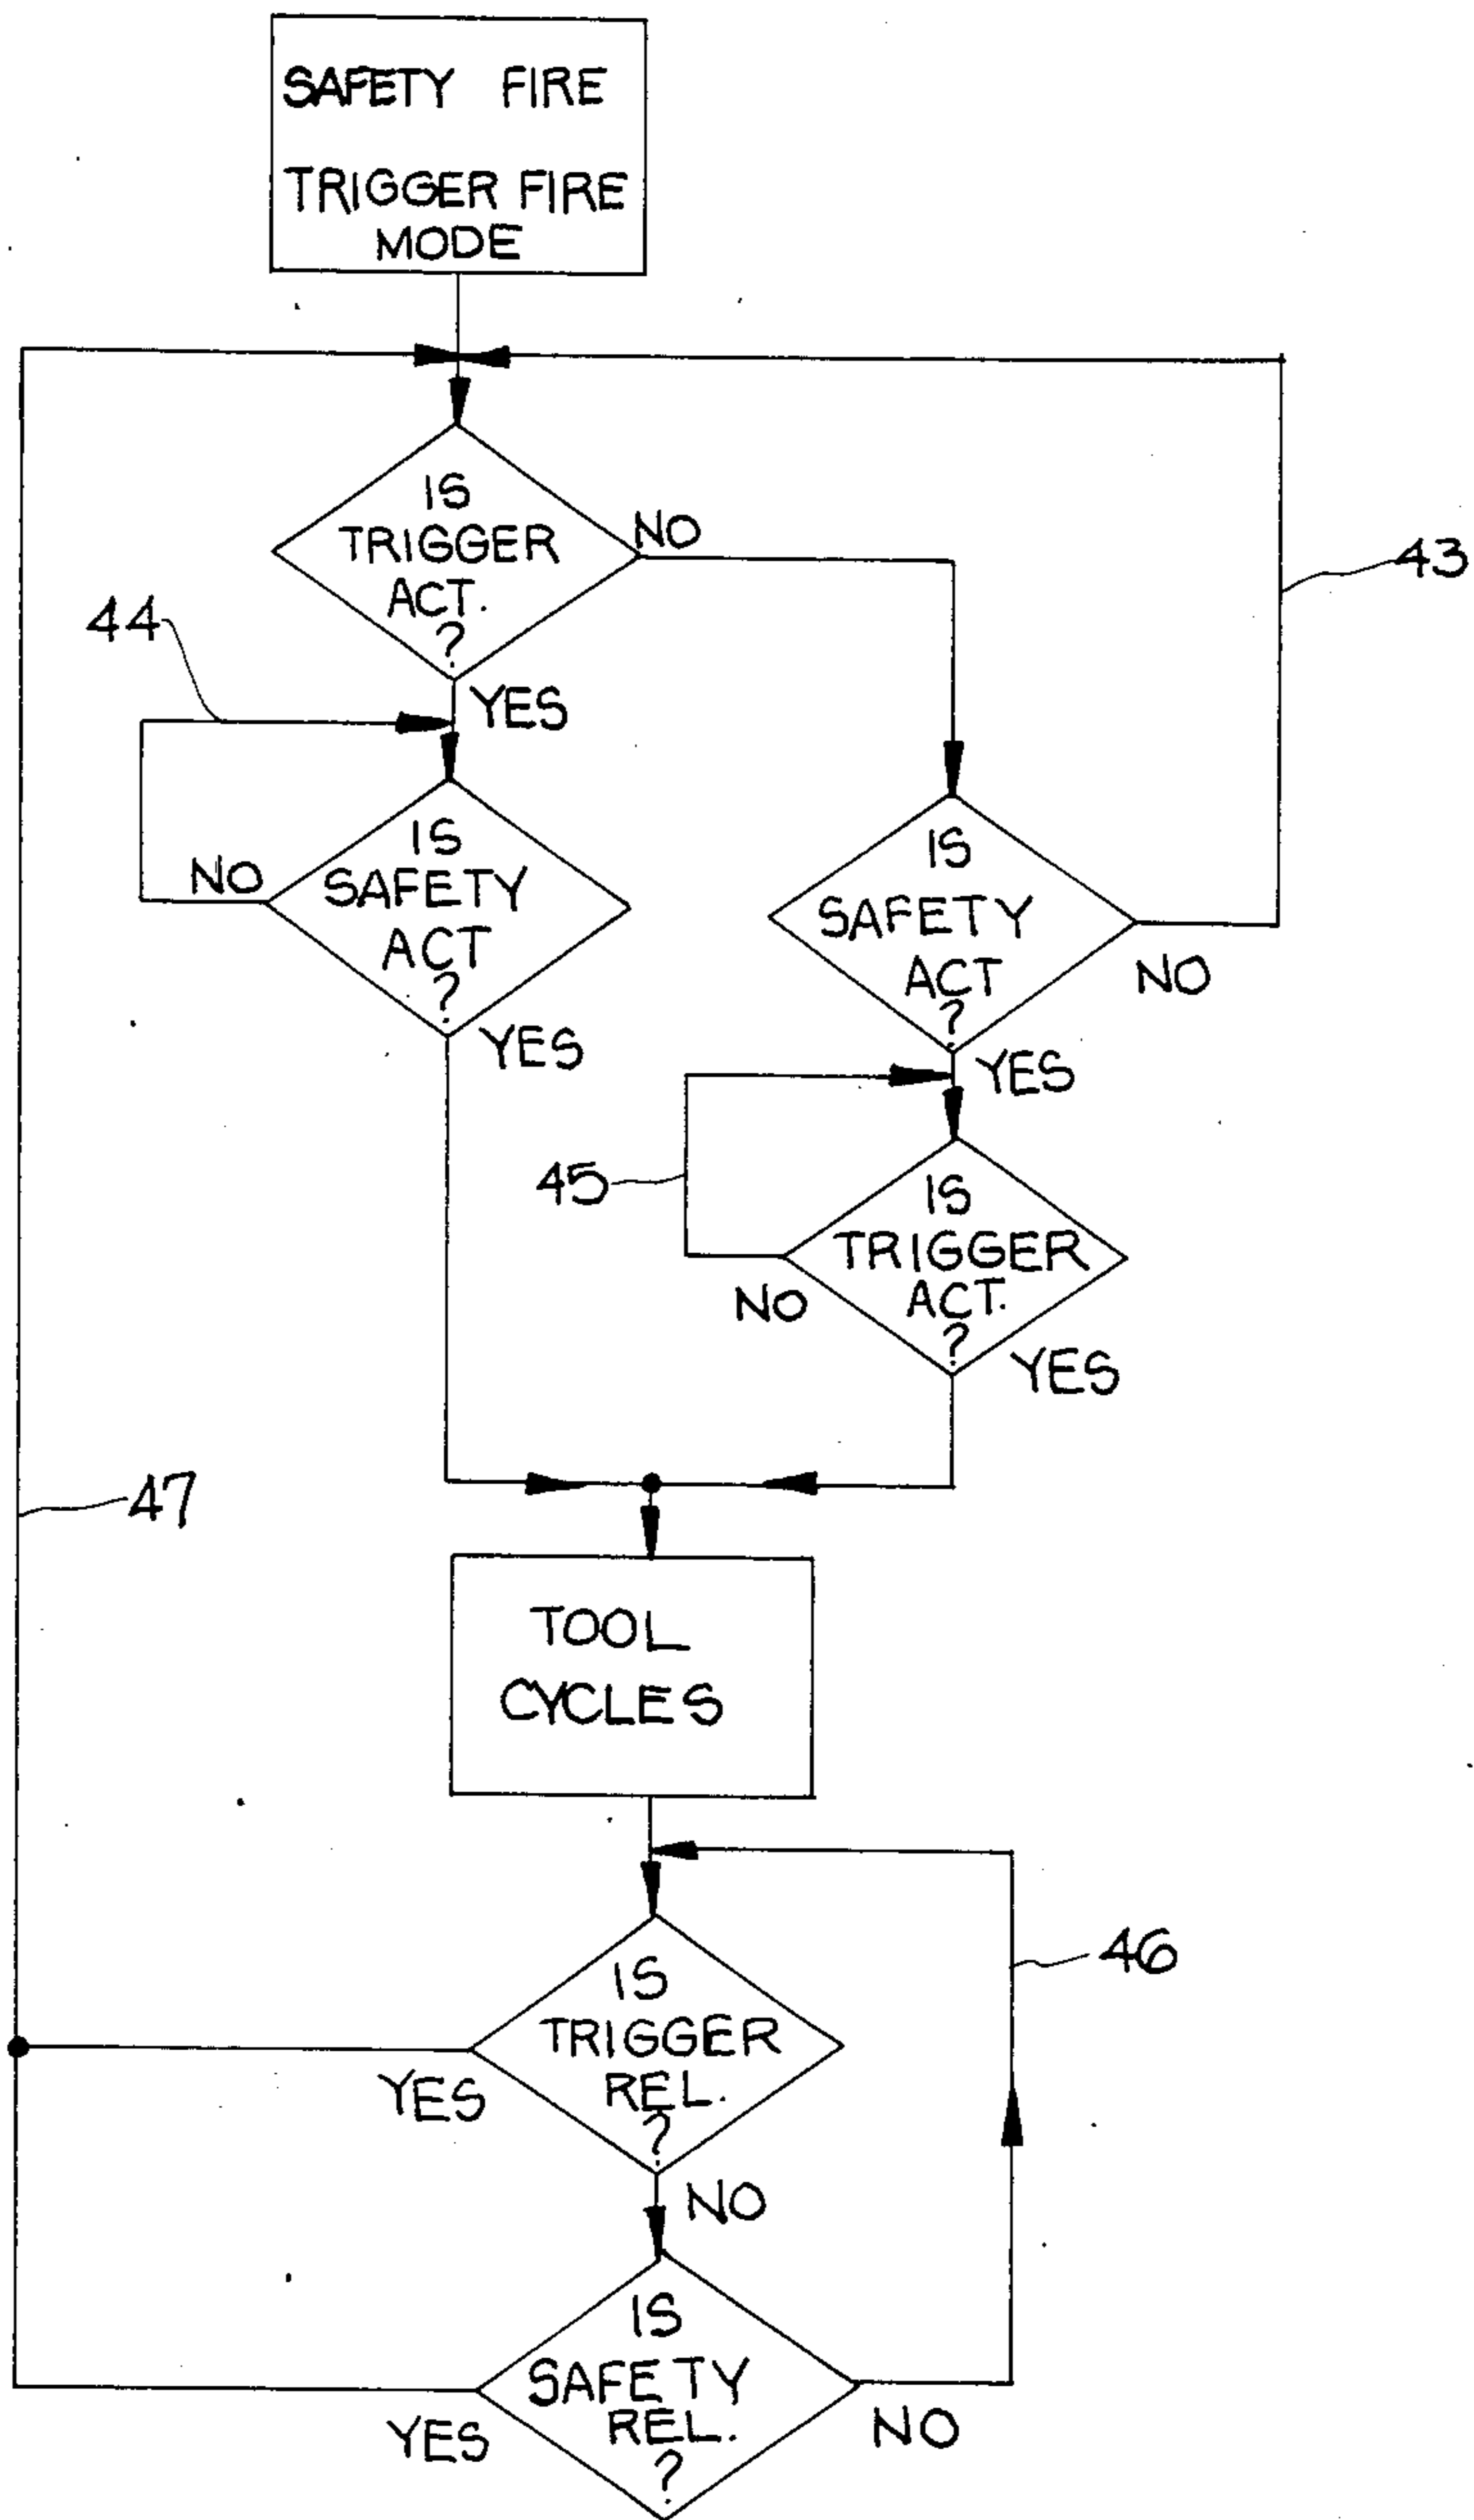 SAFETY FIRE
TRIGGER FIRE
MODE
IS
TRIGGER
ACT.
?
NO
43
44
YES
IS
SAFETY
ACT
?
NO
YES
IS
SAFETY
ACT
?
NO
YES
45
IS
TRIGGER
ACT.
?
NO
YES
47
TOOL
CYCLES
46
IS
TRIGGER
REL.
?
YES
NO
IS
SAFETY
REL.
?
YES
NO